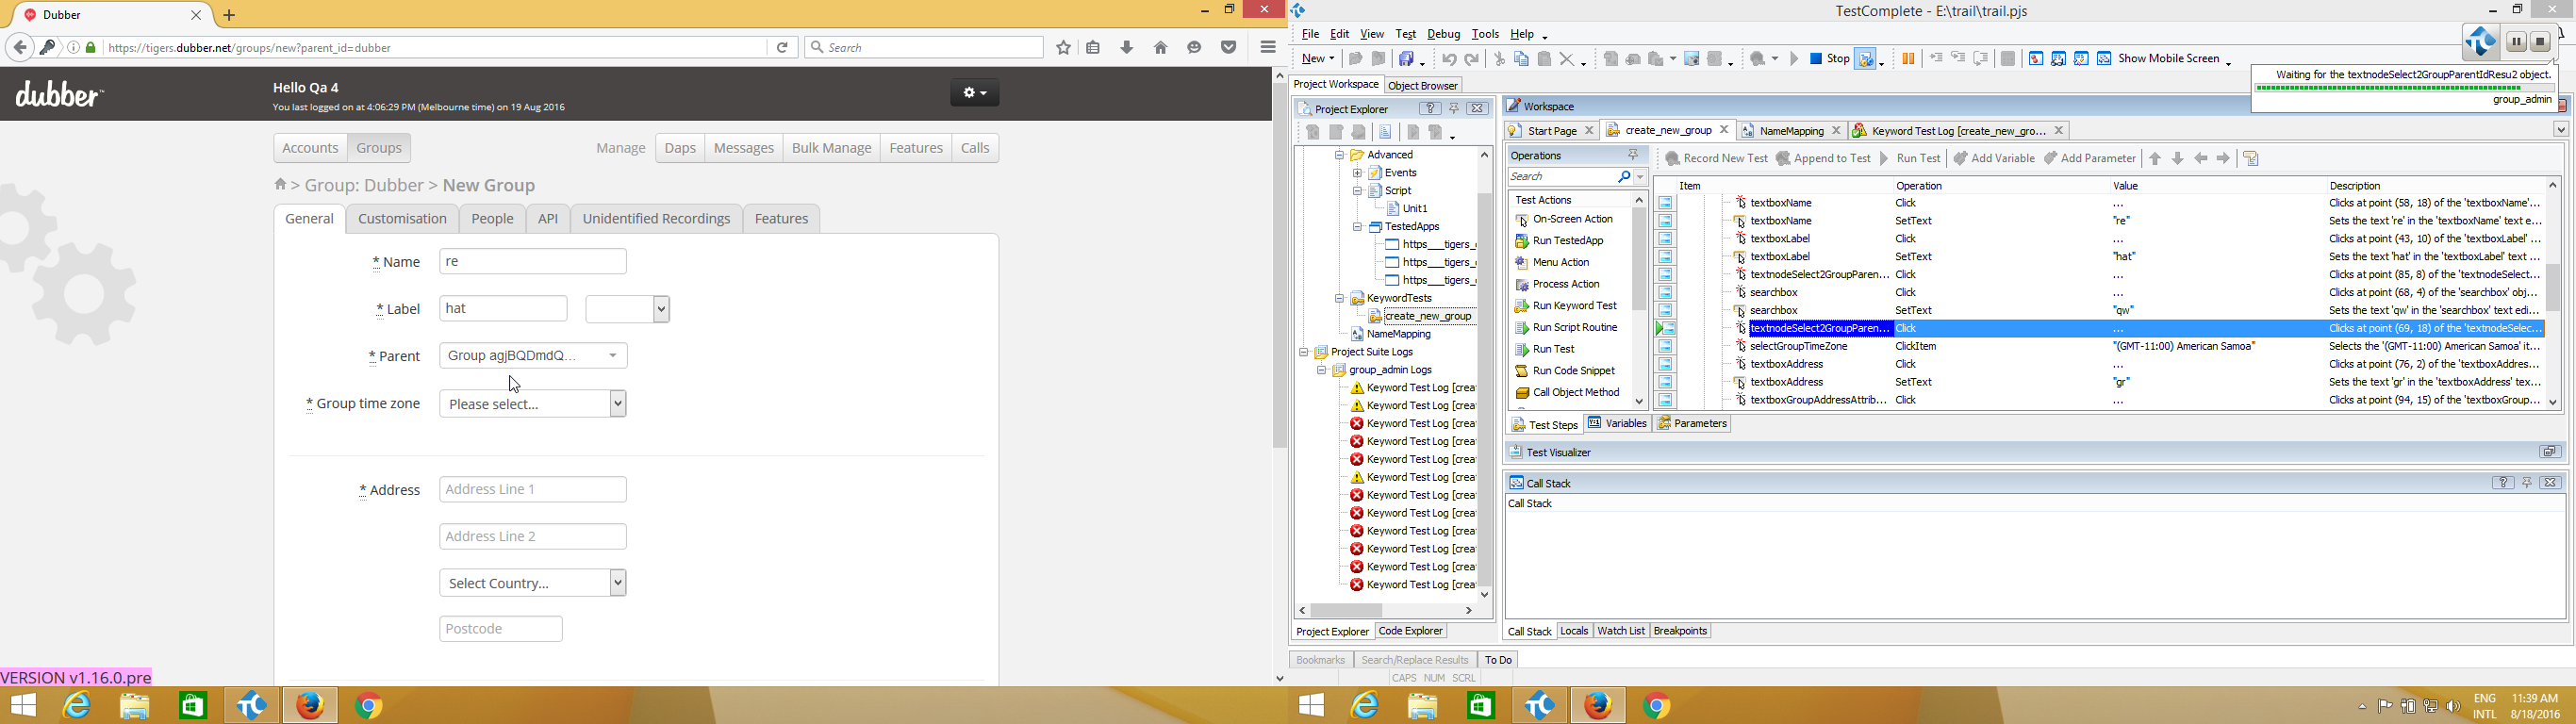 Dubber
https://tigers.dubber.net/groups/new?parent_id=dubber
Search
dubber
Hello Qa 4
You last logged on at 4:06:29 PM (Melbourne time) on 19 Aug 2016
Accounts
Groups
Manage
Daps
Messages
Bulk Manage
Features
Calls
> Group: Dubber > New Group
General
Customisation
People
API
Unidentified Recordings
Features
* Name
re
* Label
hat
* Parent
Group agjBQDmdQ...
* Group time zone
Please select...
* Address
Address Line 1
Address Line 2
Select Country...
Postcode
VERSION v1.16.0.pre
TestComplete - E:\trail\trail.pjs
File Edit View Test Debug Tools Help
New
Stop
Show Mobile Screen
Waiting for the textnodeSelect2GroupParentIdResu2 object.
group_admin
Project Workspace
Object Browser
Project Explorer
Advanced
Events
Script
Unit1
TestedApps
https___tigers_
https___tigers_
https___tigers_
KeywordTests
create_new_group
NameMapping
Project Suite Logs
group_admin Logs
Keyword Test Log [crea
Keyword Test Log [crea
Keyword Test Log [crea
Keyword Test Log [crea
Keyword Test Log [crea
Keyword Test Log [crea
Keyword Test Log [crea
Keyword Test Log [crea
Keyword Test Log [crea
Keyword Test Log [crea
Keyword Test Log [crea
Keyword Test Log [crea
Project Explorer
Code Explorer
Workspace
Start Page
create_new_group
NameMapping
Keyword Test Log [create_new_gro...
Operations
Search
Record New Test
Append to Test
Run Test
Add Variable
Add Parameter
Test Actions
On-Screen Action
Run TestedApp
Menu Action
Process Action
Run Keyword Test
Run Script Routine
Run Test
Run Code Snippet
Call Object Method
Item Operation Value Description
textboxName Click ... Clicks at point (58, 18) of the 'textboxName'...
textboxName SetText "re" Sets the text 're' in the 'textboxName' text e...
textboxLabel Click ... Clicks at point (43, 10) of the 'textboxLabel' ...
textboxLabel SetText "hat" Sets the text 'hat' in the 'textboxLabel' text ...
textnodeSelect2GroupParen... Click ... Clicks at point (85, 8) of the 'textnodeSelect...
searchbox Click ... Clicks at point (68, 4) of the 'searchbox' obj...
searchbox SetText "qw" Sets the text 'qw' in the 'searchbox' text edi...
textnodeSelect2GroupParen... Click ... Clicks at point (69, 18) of the 'textnodeSelec...
selectGroupTimeZone ClickItem "(GMT-11:00) American Samoa" Selects the '(GMT-11:00) American Samoa' it...
textboxAddress Click ... Clicks at point (76, 2) of the 'textboxAddress...
textboxAddress SetText "gr" Sets the text 'gr' in the 'textboxAddress' tex...
textboxGroupAddressAttrib... Click ... Clicks at point (94, 15) of the 'textboxGroup...
Test Steps
Variables
Parameters
Test Visualizer
Call Stack
Call Stack
Call Stack
Locals
Watch List
Breakpoints
Bookmarks
Search/Replace Results
To Do
CAPS NUM SCRL
ENG
INTL
11:39 AM
8/18/2016